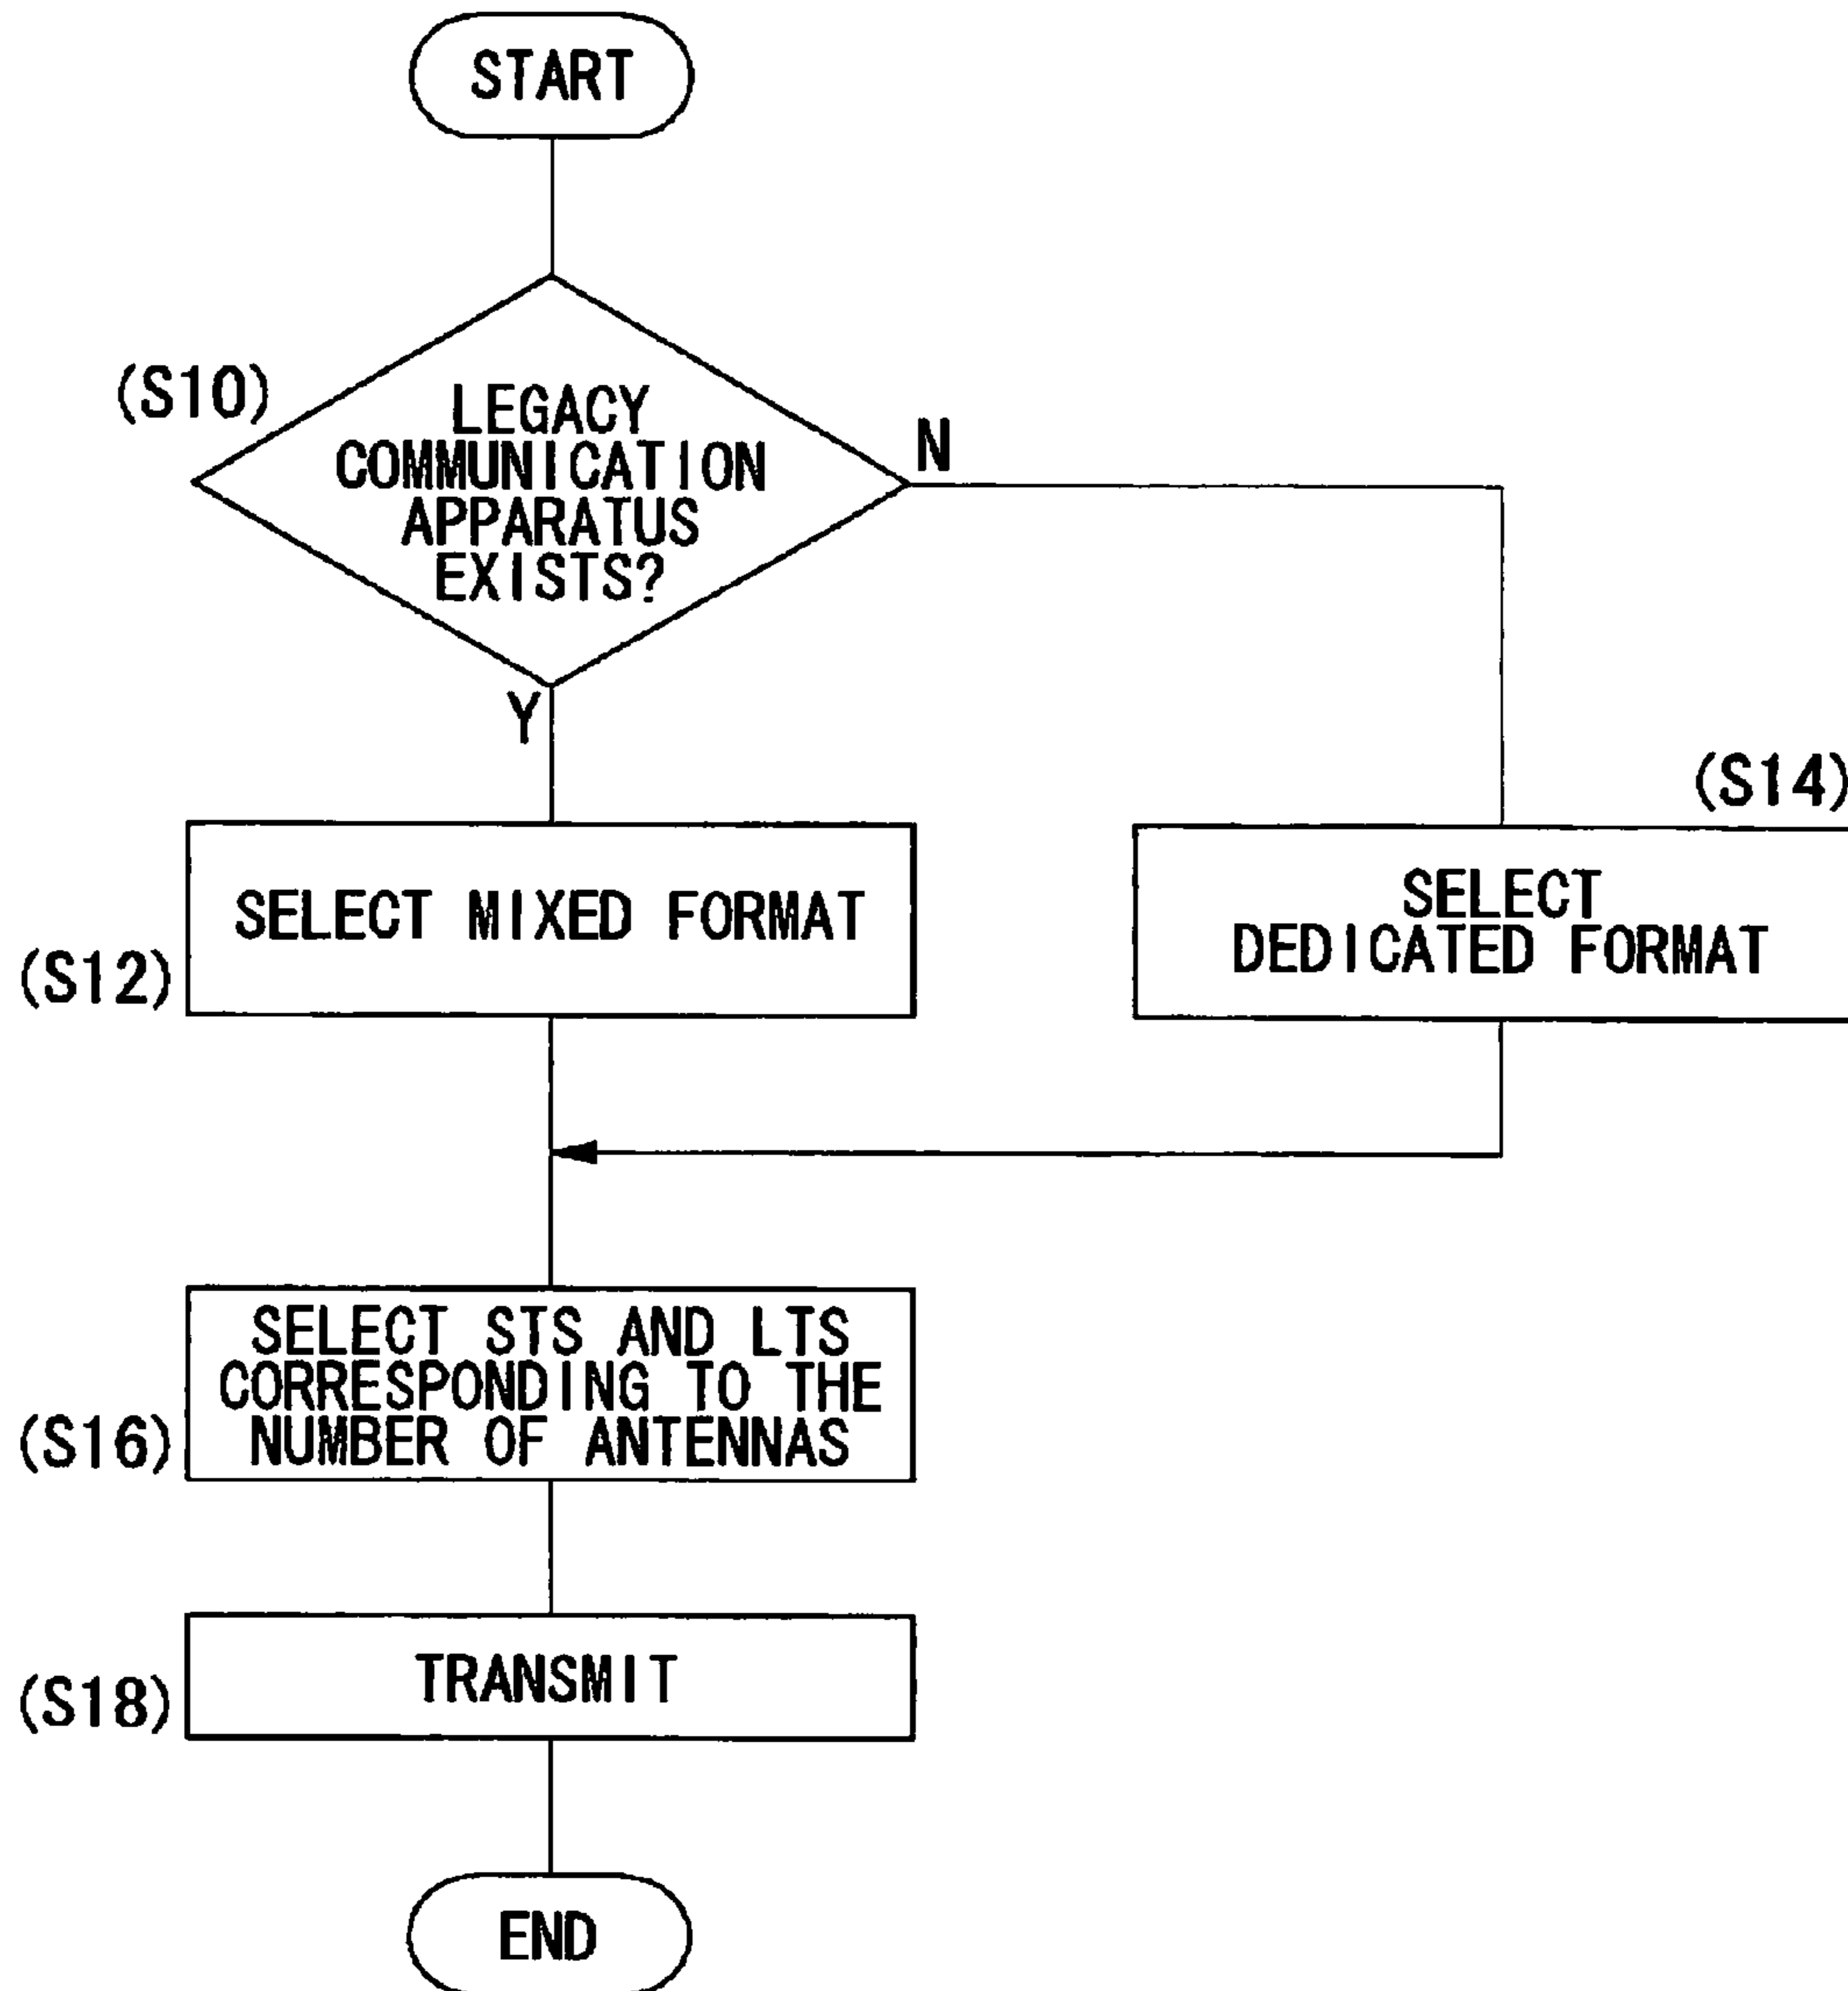 START
(S10)
LEGACY
COMMUNICATION
APPARATUS
EXISTS?
N
Y
(S14)
SELECT MIXED FORMAT
(S12)
SELECT
DEDICATED FORMAT
SELECT STS AND LTS
CORRESPONDING TO THE
NUMBER OF ANTENNAS
(S16)
TRANSMIT
(S18)
END